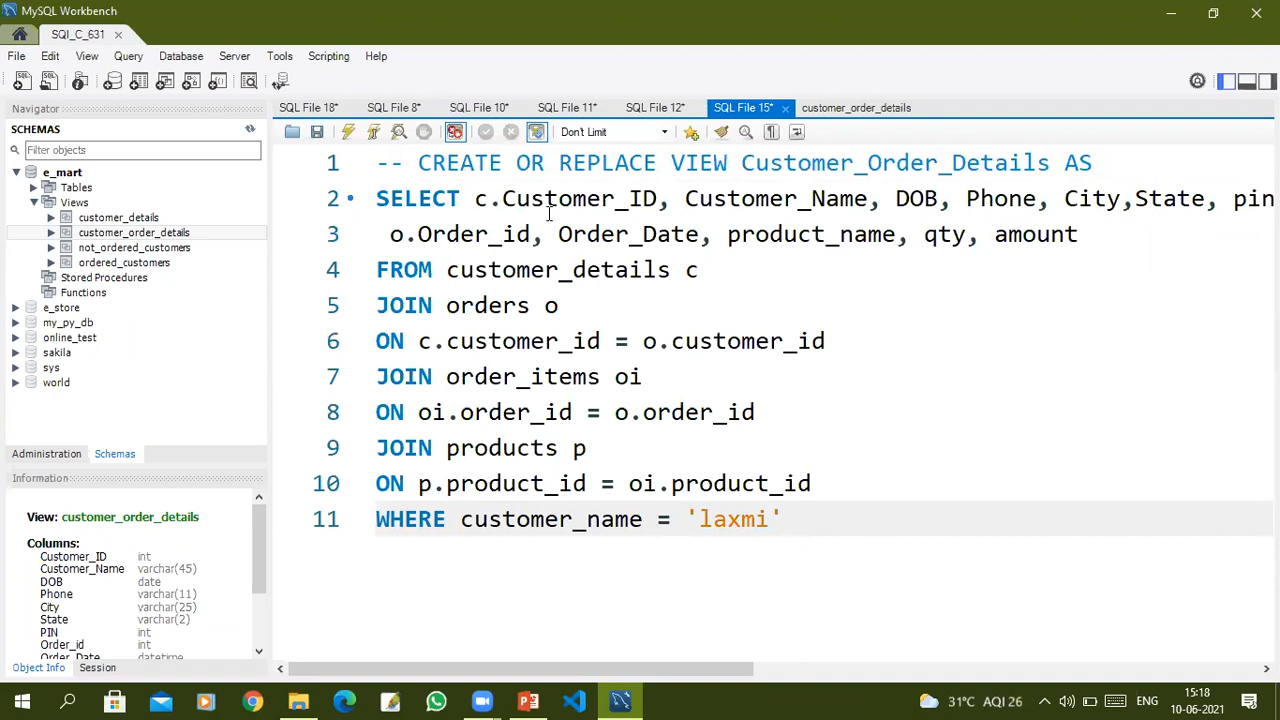 MySQL Workbench
SQl_C_631
File Edit View Query Database Server Tools Scripting Help
Navigator
SCHEMAS
Filter objects
e_mart
Tables
Views
customer_details
customer_order_details
not_ordered_customers
ordered_customers
Stored Procedures
Functions
e_store
my_py_db
online_test
sakila
sys
world
Administration Schemas
Information
View: customer_order_details
Columns:
Customer_ID int
Customer_Name varchar(45)
DOB date
Phone varchar(11)
City varchar(25)
State varchar(2)
PIN int
Order_id int
Order_Date datetime
Object Info Session
SQL File 18* SQL File 8* SQL File 10* SQL File 11* SQL File 12* SQL File 15* customer_order_details
Don't Limit
1 -- CREATE OR REPLACE VIEW Customer_Order_Details AS
2 SELECT c.Customer_ID, Customer_Name, DOB, Phone, City,State, pin
3 o.Order_id, Order_Date, product_name, qty, amount
4 FROM customer_details c
5 JOIN orders o
6 ON c.customer_id = o.customer_id
7 JOIN order_items oi
8 ON oi.order_id = o.order_id
9 JOIN products p
10 ON p.product_id = oi.product_id
11 WHERE customer_name = 'laxmi'
31°C AQI 26
ENG
15:18
10-06-2021